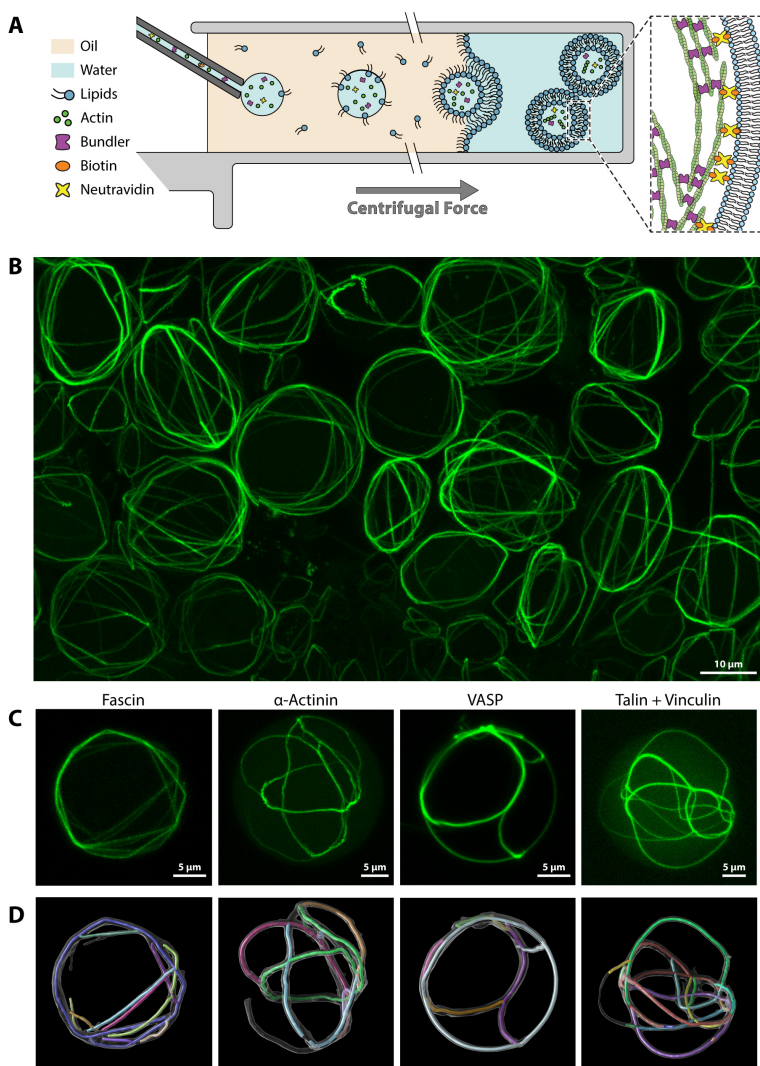 A
Oil
Water
Lipids
Actin
Bundler
Biotin
Neutravidin
Centrifugal Force
B
10 µm
Fascin
α-Actinin
VASP
Talin + Vinculin
C
5 µm
5 µm
5 µm
5 µm
D